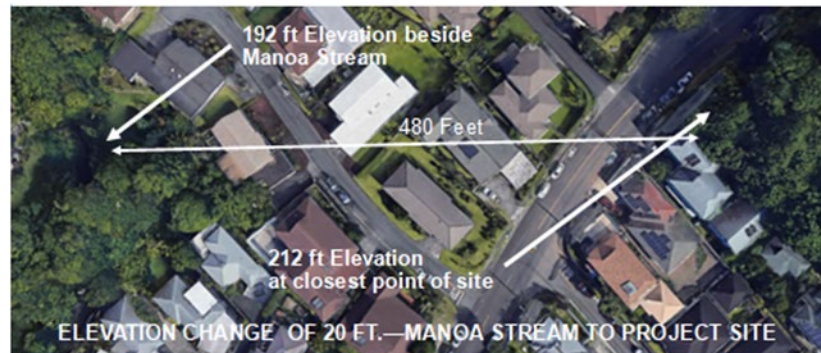 192 ft Elevation beside
Manoa Stream
480 Feet
212 ft Elevation
at closest point of site
ELEVATION CHANGE OF 20 FT.—MANOA STREAM TO PROJECT SITE